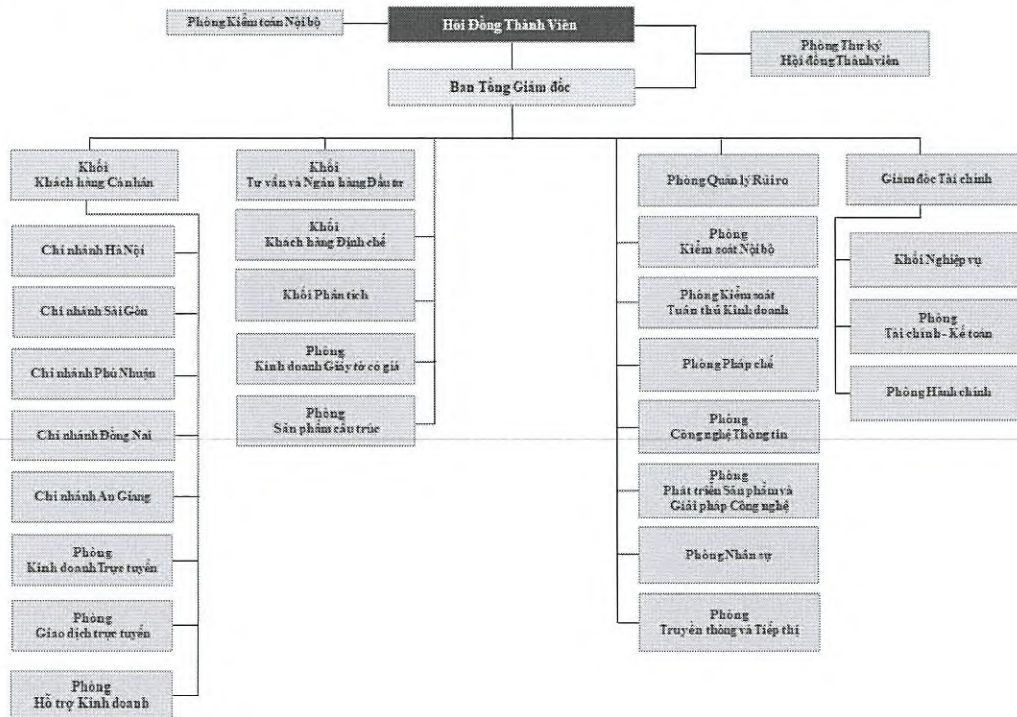 Phòng Kiểm toán Nội bộ
Hội Đồng Thành Viên
Phòng Thư ký
Hội đồng Thành viên
Ban Tổng Giám đốc
Khối
Khách hàng Cá nhân
Chi nhánh Hà Nội
Chi nhánh Sài Gòn
Chi nhánh Phú Nhuận
Chi nhánh Đồng Nai
Chi nhánh An Giang
Phòng
Kinh doanh Trực tuyến
Phòng
Giao dịch trực tuyến
Phòng
Hỗ trợ Kinh doanh
Khối
Tư vấn và Ngân hàng Đầu tư
Khối
Khách hàng Định chế
Khối Phân tích
Phòng
Kinh doanh Giấy tờ có giá
Phòng
Sản phẩm cấu trúc
Phòng Quản lý Rủi ro
Phòng
Kiểm soát Nội bộ
Phòng Kiểm soát
Tuân thủ Kinh doanh
Phòng Pháp chế
Phòng
Công nghệ Thông tin
Phòng
Phát triển Sản phẩm và
Giải pháp Công nghệ
Phòng Nhân sự
Phòng
Truyền thông và Tiếp thị
Giám đốc Tài chính
Khối Nghiệp vụ
Phòng
Tài chính - Kế toán
Phòng Hành chính